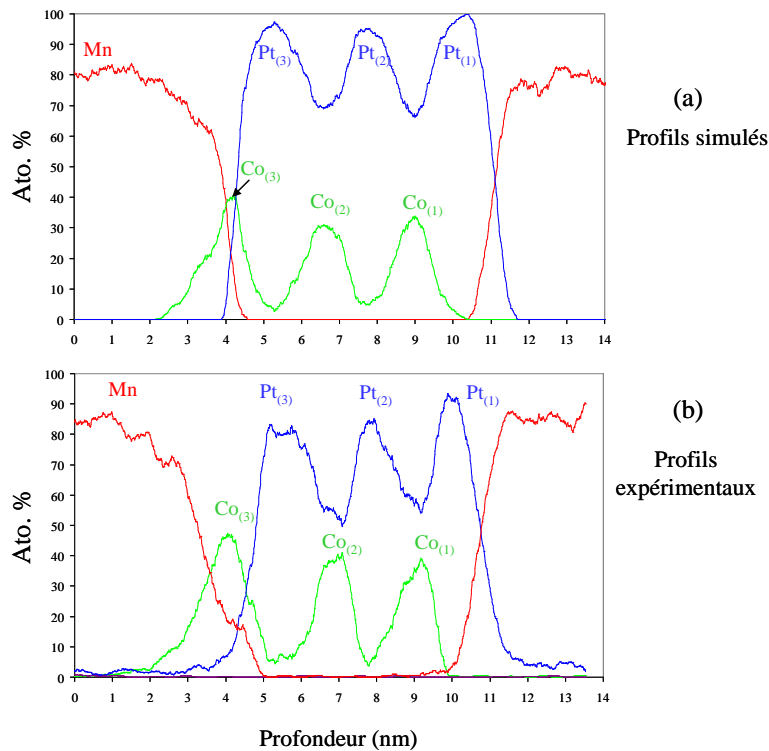 Mn
Pt(3)
Pt(2)
Pt(1)
Co(3)
Co(2)
Co(1)
Ato. %
100
90
80
70
60
50
40
30
20
10
0
0 1 2 3 4 5 6 7 8 9 10 11 12 13 14
(a)
Profils simulés
Mn
Pt(3)
Pt(2)
Pt(1)
Co(3)
Co(2)
Co(1)
Ato. %
100
90
80
70
60
50
40
30
20
10
0
0 1 2 3 4 5 6 7 8 9 10 11 12 13 14
(b)
Profils
expérimentaux
Profondeur (nm)